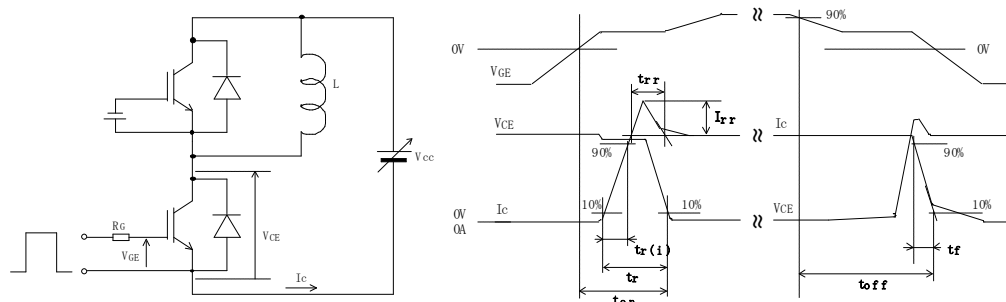 L
Vcc
RG
VGE
VCE
Ic
0V
VGE
90%
0V
trr
Irr
VCE
Ic
90%
90%
10%
10%
10%
0V
0A
Ic
VCE
tr(i)
tr
ton
tf
toff